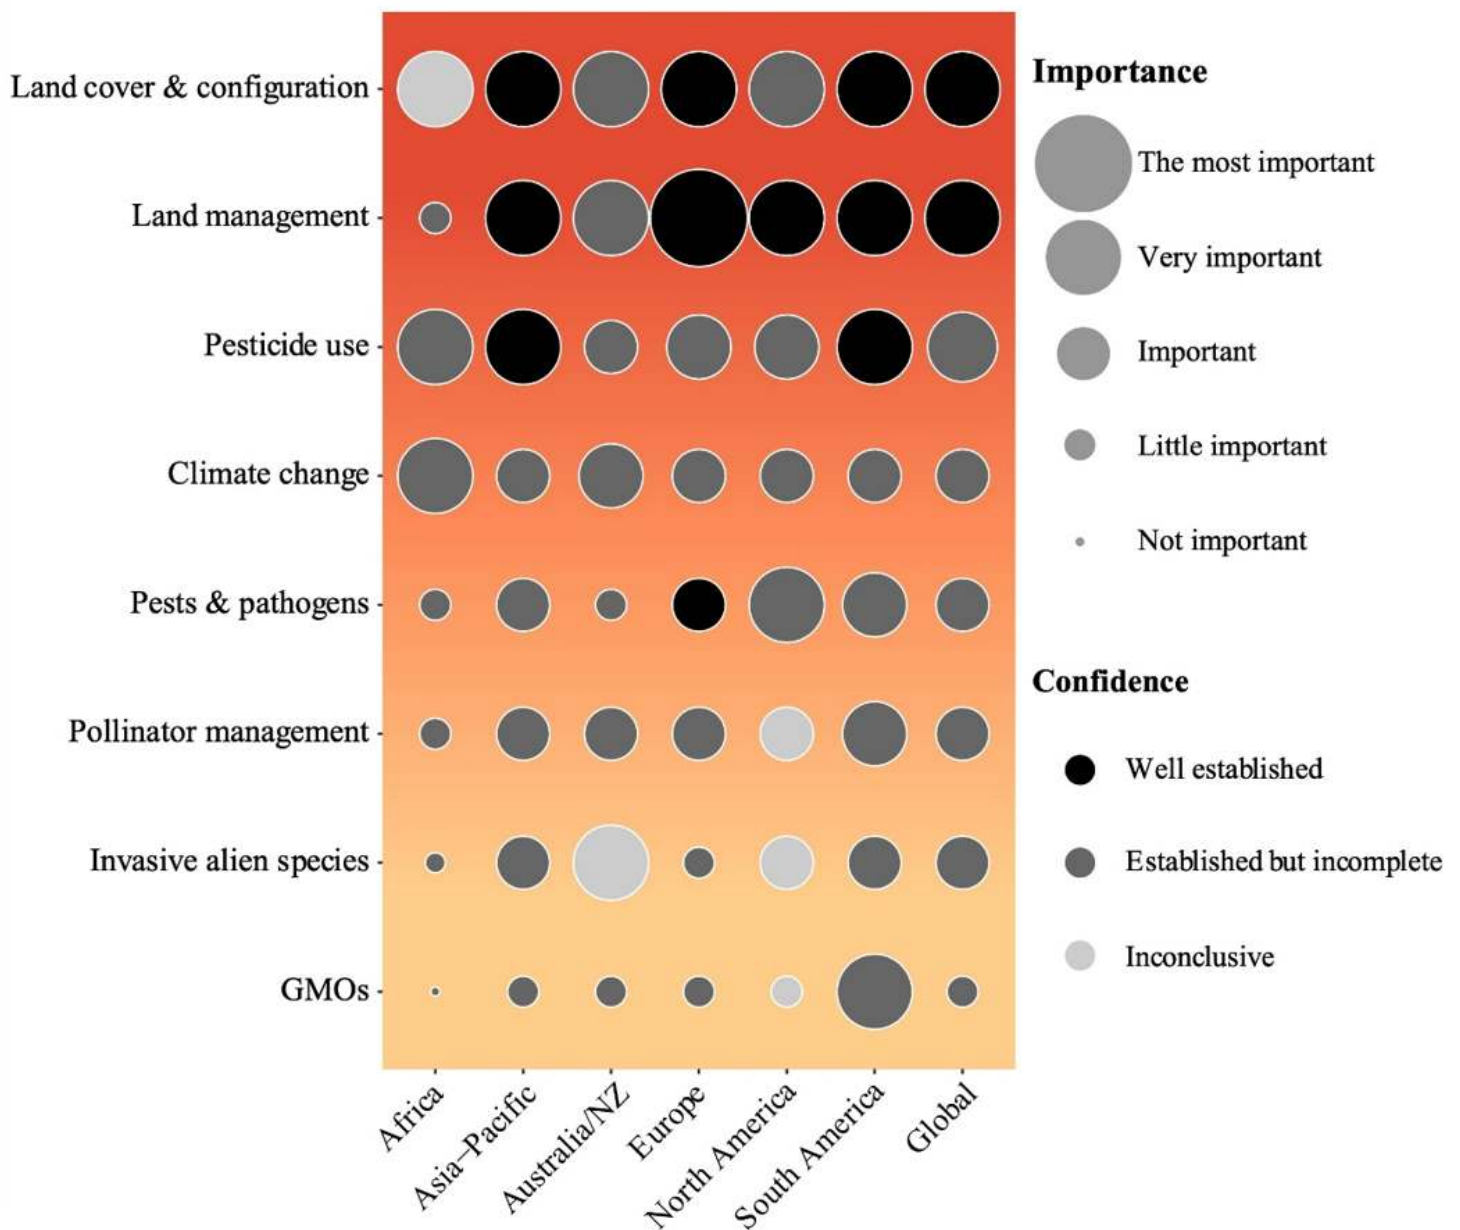 Land cover & configuration
Land management
Pesticide use
Climate change
Pests & pathogens
Pollinator management
Invasive alien species
GMOs
Africa
Asia–Pacific
Australia/NZ
Europe
North America
South America
Global
Importance
The most important
Very important
Important
Little important
Not important
Confidence
Well established
Established but incomplete
Inconclusive